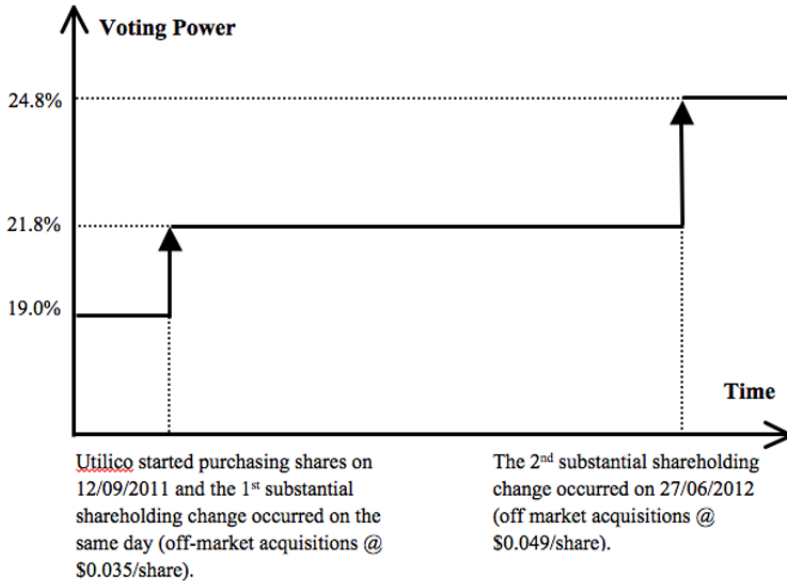 Voting Power
24.8%
21.8%
19.0%
Time
Utilico started purchasing shares on
12/09/2011 and the 1st substantial
shareholding change occurred on the
same day (off-market acquisitions @
$0.035/share).
The 2nd substantial shareholding
change occurred on 27/06/2012
(off market acquisitions @
$0.049/share).